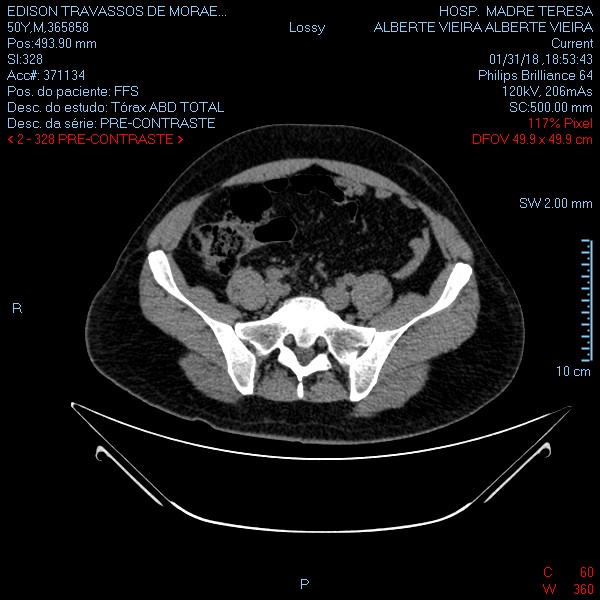 EDISON TRAVASSOS DE MORAE...
50Y,M,365858
Pos:493.90 mm
SI:328
Acc#: 371134
Pos. do paciente: FFS
Desc. do estudo: Tórax ABD TOTAL
Desc. da série: PRE-CONTRASTE
< 2 - 328 PRE-CONTRASTE >
Lossy
HOSP. MADRE TERESA
ALBERTE VIEIRA ALBERTE VIEIRA
Current
01/31/18 ,18:53:43
Philips Brilliance 64
120kV, 206mAs
SC:500.00 mm
117% Pixel
DFOV 49.9 x 49.9 cm
SW 2.00 mm
R
10 cm
P
C 60
W 360